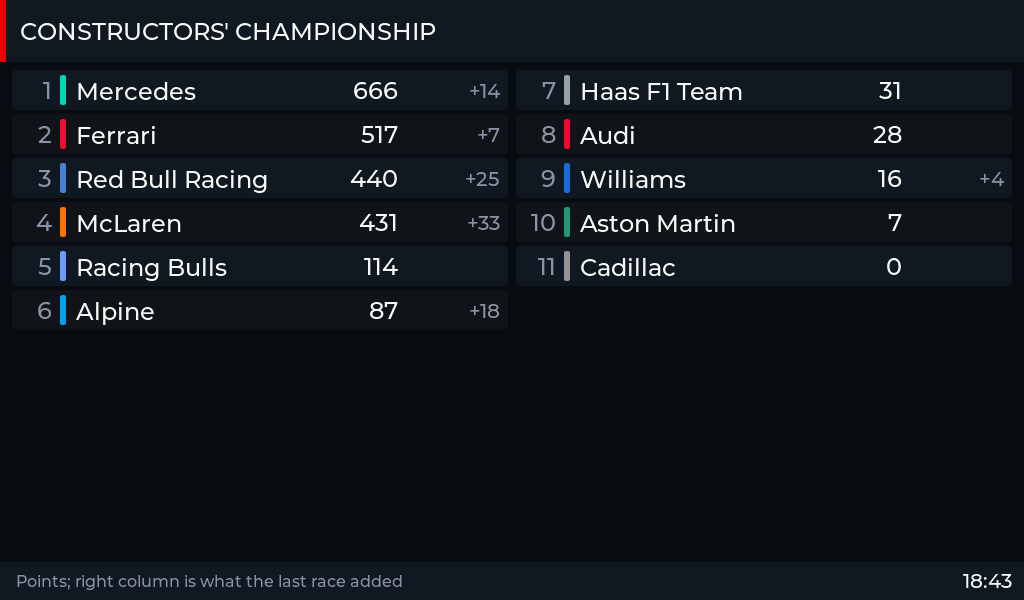 CONSTRUCTORS' CHAMPIONSHIP
1 Mercedes 666 +14
2 Ferrari 517 +7
3 Red Bull Racing 440 +25
4 McLaren 431 +33
5 Racing Bulls 114
6 Alpine 87 +18
7 Haas F1 Team 31
8 Audi 28
9 Williams 16 +4
10 Aston Martin 7
11 Cadillac 0
Points; right column is what the last race added
18:43